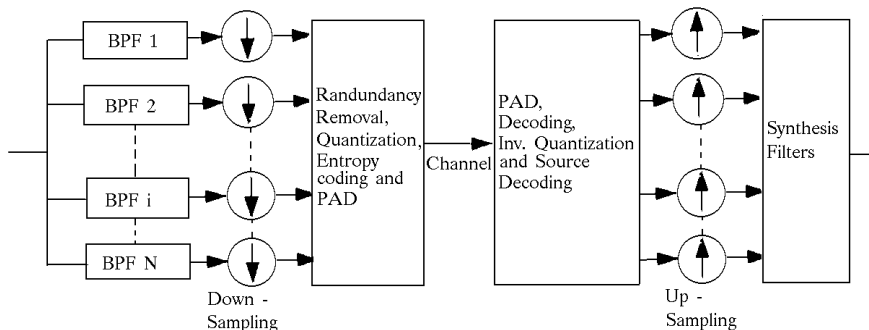 BPF 1
BPF 2
BPF i
BPF N
Down -
Sampling
Randundancy
Removal,
Quantization,
Entropy
coding and
PAD
Channel
PAD,
Decoding,
Inv. Quantization
and Source
Decoding
Up -
Sampling
Synthesis
Filters